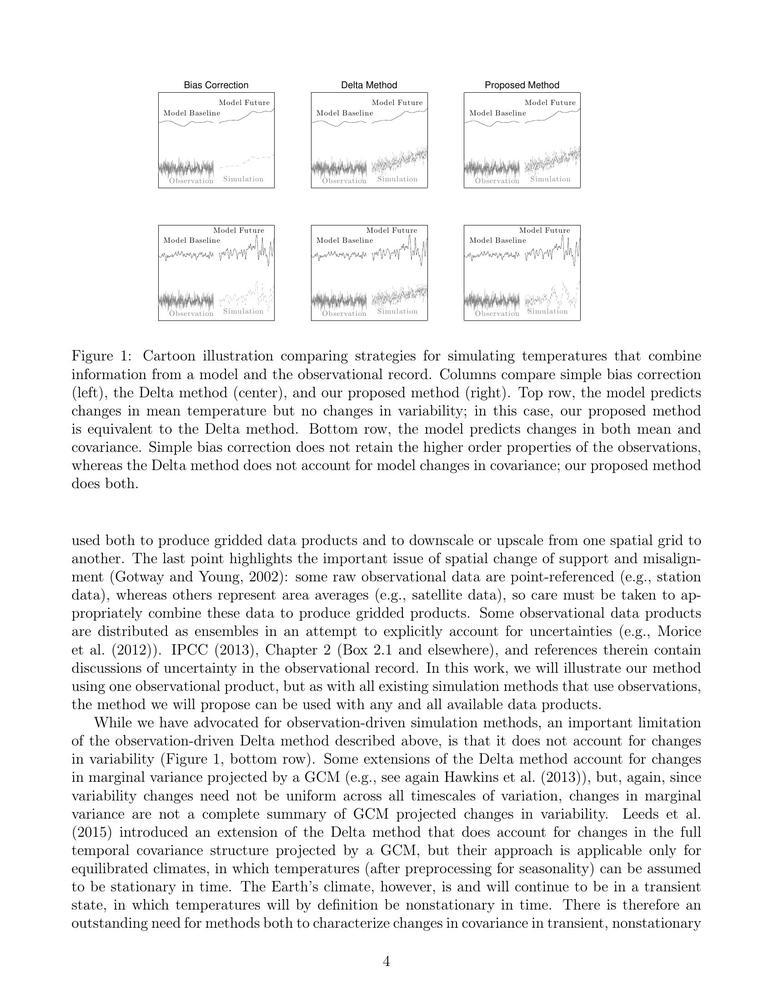 Bias Correction
Delta Method
Proposed Method
Model Future
Model Baseline
Observation
Simulation
Model Future
Model Baseline
Observation
Simulation
Model Future
Model Baseline
Observation
Simulation
Model Future
Model Baseline
Observation
Simulation
Model Future
Model Baseline
Observation
Simulation
Model Future
Model Baseline
Observation
Simulation
Figure 1: Cartoon illustration comparing strategies for simulating temperatures that combine
information from a model and the observational record. Columns compare simple bias correction
(left), the Delta method (center), and our proposed method (right). Top row, the model predicts
changes in mean temperature but no changes in variability; in this case, our proposed method
is equivalent to the Delta method. Bottom row, the model predicts changes in both mean and
covariance. Simple bias correction does not retain the higher order properties of the observations,
whereas the Delta method does not account for model changes in covariance; our proposed method
does both.
used both to produce gridded data products and to downscale or upscale from one spatial grid to
another. The last point highlights the important issue of spatial change of support and misalign-
ment (Gotway and Young, 2002): some raw observational data are point-referenced (e.g., station
data), whereas others represent area averages (e.g., satellite data), so care must be taken to ap-
propriately combine these data to produce gridded products. Some observational data products
are distributed as ensembles in an attempt to explicitly account for uncertainties (e.g., Morice
et al. (2012)). IPCC (2013), Chapter 2 (Box 2.1 and elsewhere), and references therein contain
discussions of uncertainty in the observational record. In this work, we will illustrate our method
using one observational product, but as with all existing simulation methods that use observations,
the method we will propose can be used with any and all available data products.
While we have advocated for observation-driven simulation methods, an important limitation
of the observation-driven Delta method described above, is that it does not account for changes
in variability (Figure 1, bottom row). Some extensions of the Delta method account for changes
in marginal variance projected by a GCM (e.g., see again Hawkins et al. (2013)), but, again, since
variability changes need not be uniform across all timescales of variation, changes in marginal
variance are not a complete summary of GCM projected changes in variability. Leeds et al.
(2015) introduced an extension of the Delta method that does account for changes in the full
temporal covariance structure projected by a GCM, but their approach is applicable only for
equilibrated climates, in which temperatures (after preprocessing for seasonality) can be assumed
to be stationary in time. The Earth's climate, however, is and will continue to be in a transient
state, in which temperatures will by definition be nonstationary in time. There is therefore an
outstanding need for methods both to characterize changes in covariance in transient, nonstationary
4